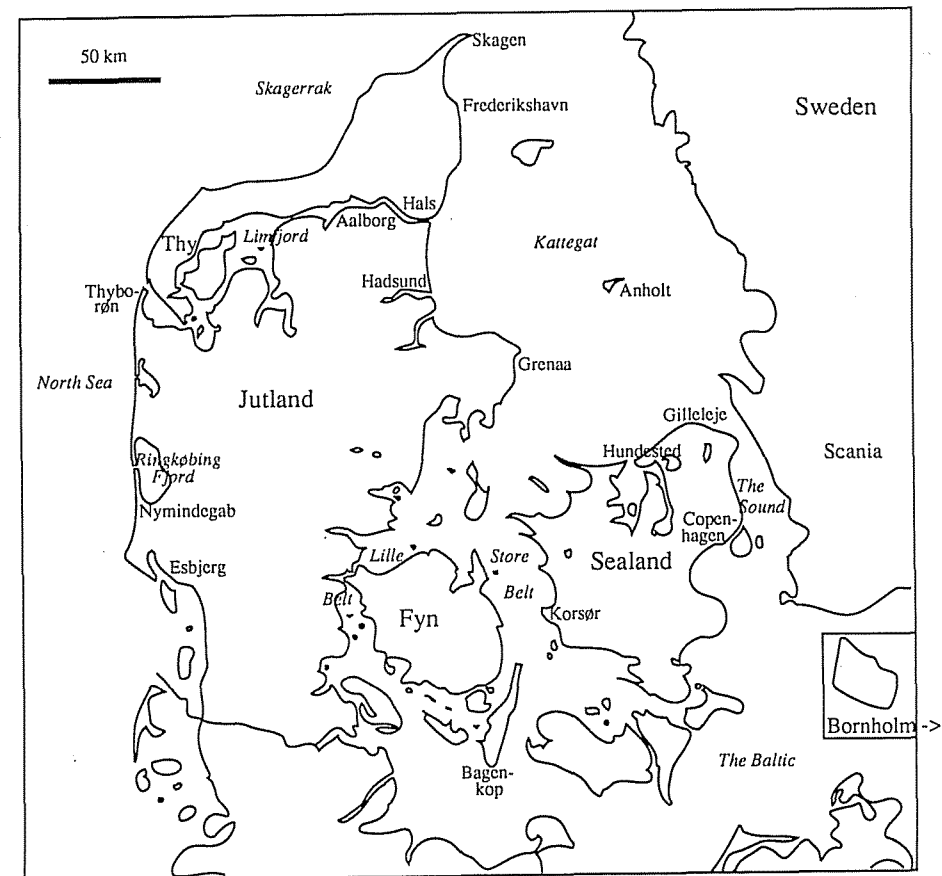 Skagen
50 km
Skagerrak
Frederikshavn
Sweden
Hals
Aalborg
Thy
Limfjord
Kattegat
Hadsund
Anholt
Thybo-
røn
Grenaa
North Sea
Jutland
Gilleleje
Hundested
Scania
Ringkøbing
Fjord
The
Sound
Nymindegab
Copen-
hagen
Lille
Store
Sealand
Esbjerg
Belt
Belt
Fyn
Korsør
Bornholm ->
The Baltic
Bagen-
kop